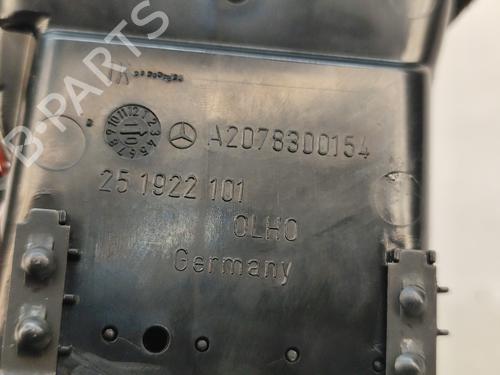 A2078300154
25 1922 101
OLHO
Germany
B-PARTS